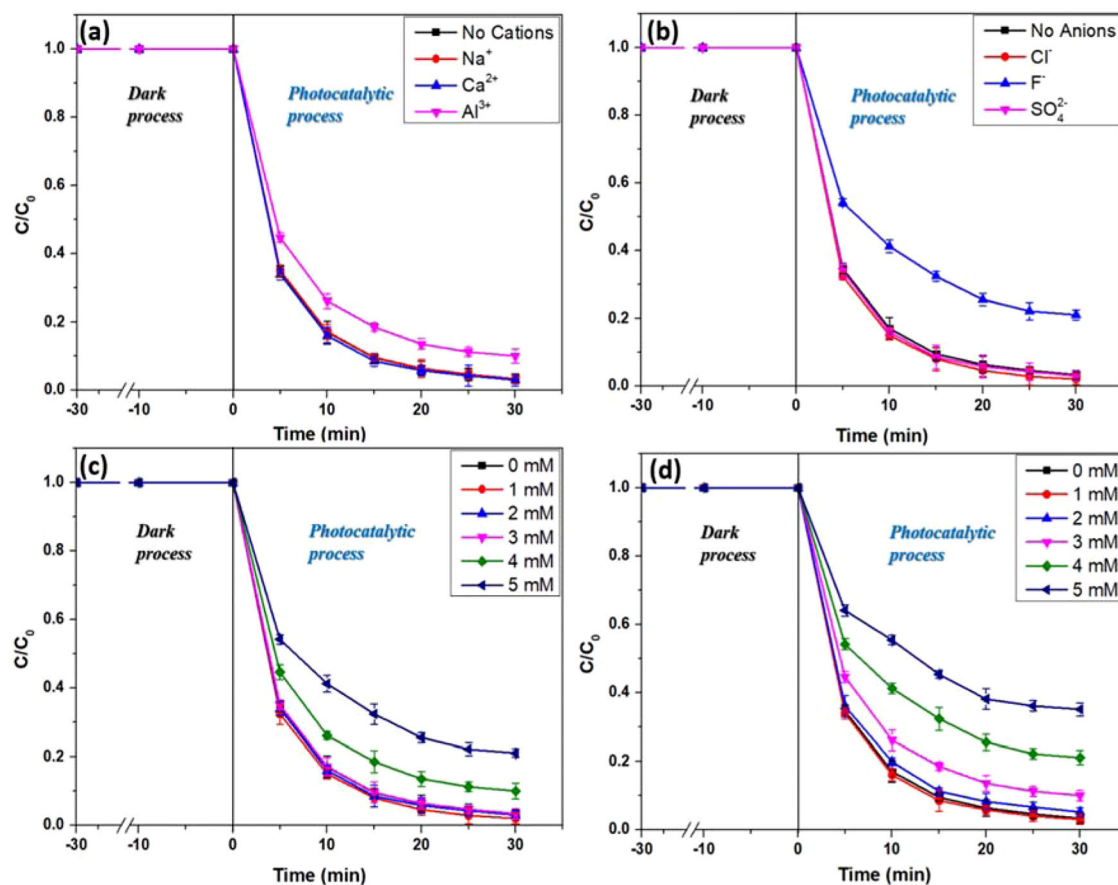 (a)
No Cations
Na⁺
Ca²⁺
Al³⁺
Dark
process
Photocatalytic
process
C/C₀
1.0
0.8
0.6
0.4
0.2
0.0
-30 -10 0 10 20 30
Time (min)
(b)
No Anions
Cl⁻
F⁻
SO₄²⁻
Dark
process
Photocatalytic
process
C/C₀
1.0
0.8
0.6
0.4
0.2
0.0
-30 -10 0 10 20 30
Time (min)
(c)
0 mM
1 mM
2 mM
3 mM
4 mM
5 mM
Dark
process
Photocatalytic
process
C/C₀
1.0
0.8
0.6
0.4
0.2
0.0
-30 -10 0 10 20 30
Time (min)
(d)
0 mM
1 mM
2 mM
3 mM
4 mM
5 mM
Dark
process
Photocatalytic
process
C/C₀
1.0
0.8
0.6
0.4
0.2
0.0
-30 -10 0 10 20 30
Time (min)